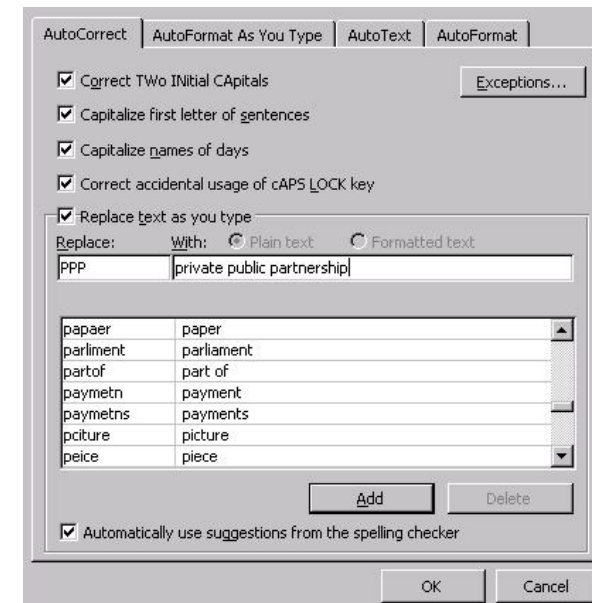 AutoCorrect AutoFormat As You Type AutoText AutoFormat
Correct TWo INitial CApitals Exceptions...
Capitalize first letter of sentences
Capitalize names of days
Correct accidental usage of cAPS LOCK key
Replace text as you type
Replace: With: Plain text Formatted text
PPP private public partnership
papaer paper
parliment parliament
partof part of
paymetn payment
paymetns payments
pciture picture
peice piece
Add Delete
Automatically use suggestions from the spelling checker
OK Cancel